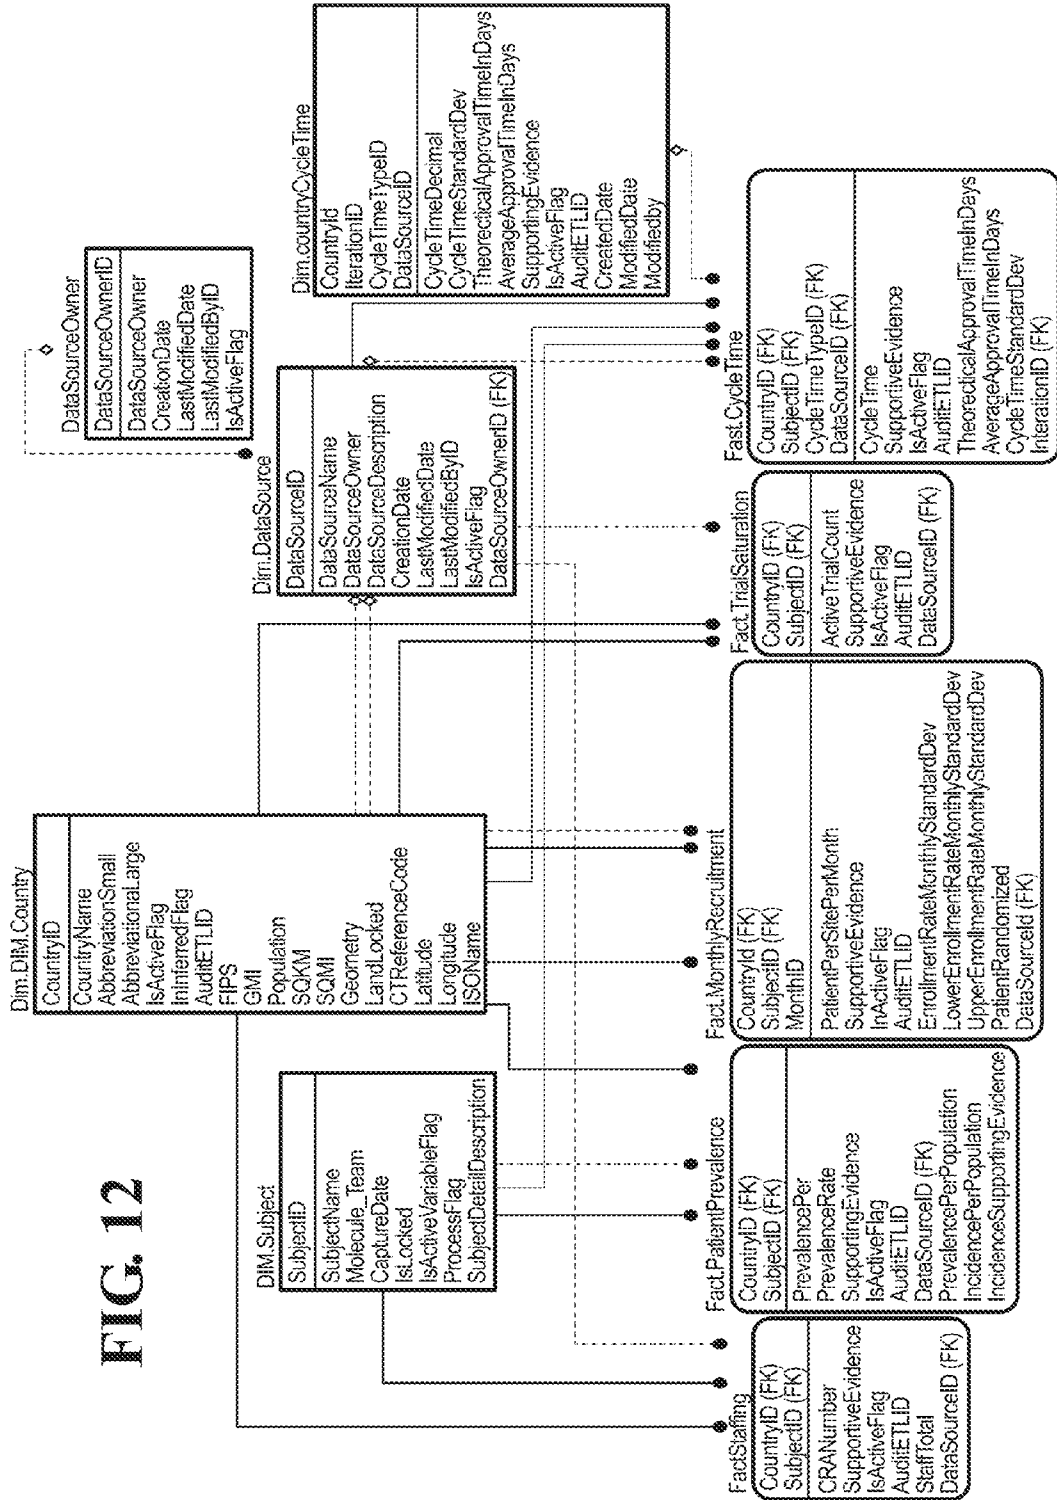 FIG. 12
Dim.DIM.Country
CountryID
CountryName
AbbreviationSmall
AbbreviationalLarge
IsActiveFlag
InInferredFlag
AuditETLID
FIPS
GMI
Population
SQKM
SQMI
Geometry
LandLocked
CTReferenceCode
Latitude
Longitude
ISOName
DataSourceOwner
DataSourceOwnerID
DataSourceOwner
CreationDate
LastModifiedDate
LastModifiedByID
IsActiveFlag
DIM.Subject
SubjectID
SubjectName
Molecule_Team
CaptureDate
IsLocked
IsActiveVariableFlag
ProcessFlag
SubjectDetailDescription
Dim.DataSource
DataSourceID
DataSourceName
DataSourceOwner
DataSourceDescription
CreationDate
LastModifiedDate
LastModifiedByID
IsActiveFlag
DataSourceOwnerID (FK)
Dim.countryCycleTime
CountryId
IterationID
CycleTimeTypeID
DataSourceID
CycleTimeDecimal
CycleTimeStandardDev
TheorecticalApprovalTimeInDays
AverageApprovalTimeInDays
SupportingEvidence
IsActiveFlag
AuditETLID
CreatedDate
ModifiedDate
Modifiedby
FactStaffing
CountryID (FK)
SubjectID (FK)
CRANumber
SupportiveEvidence
IsActiveFlag
AuditETLID
StaffTotal
DataSourceID (FK)
Fact.PatientPrevalence
CountryID (FK)
SubjectID (FK)
PrevalencePer
PrevalenceRate
SupportingEvidence
IsActiveFlag
AuditETLID
DataSourceID (FK)
PrevalencePerPopulation
IncidencePerPopulation
IncidenceSupportingEvidence
Fact.MonthlyRecruitment
CountryId (FK)
SubjectID (FK)
MonthID
PatientPerSitePerMonth
SupportiveEvidence
InActiveFlag
AuditETLID
EnrollmentRateMonthlyStandardDev
LowerEnrollmentRateMonthlyStandardDev
UpperEnrollmentRateMonthlyStandardDev
PatientRandomized
DataSourceId (FK)
Fact.TrialSaturation
CountryID (FK)
SubjectID (FK)
ActiveTrialCount
SupportiveEvidence
IsActiveFlag
AuditETLID
DataSourceID (FK)
Fast.CycleTime
CountryID (FK)
SubjectID (FK)
CycleTimeTypeID (FK)
DataSourceID (FK)
CycleTime
SupportiveEvidence
IsActiveFlag
AuditETLID
TheorecticalApprovalTimeInDays
AverageApprovalTimeInDays
CycleTimeStandardDev
InterationID (FK)